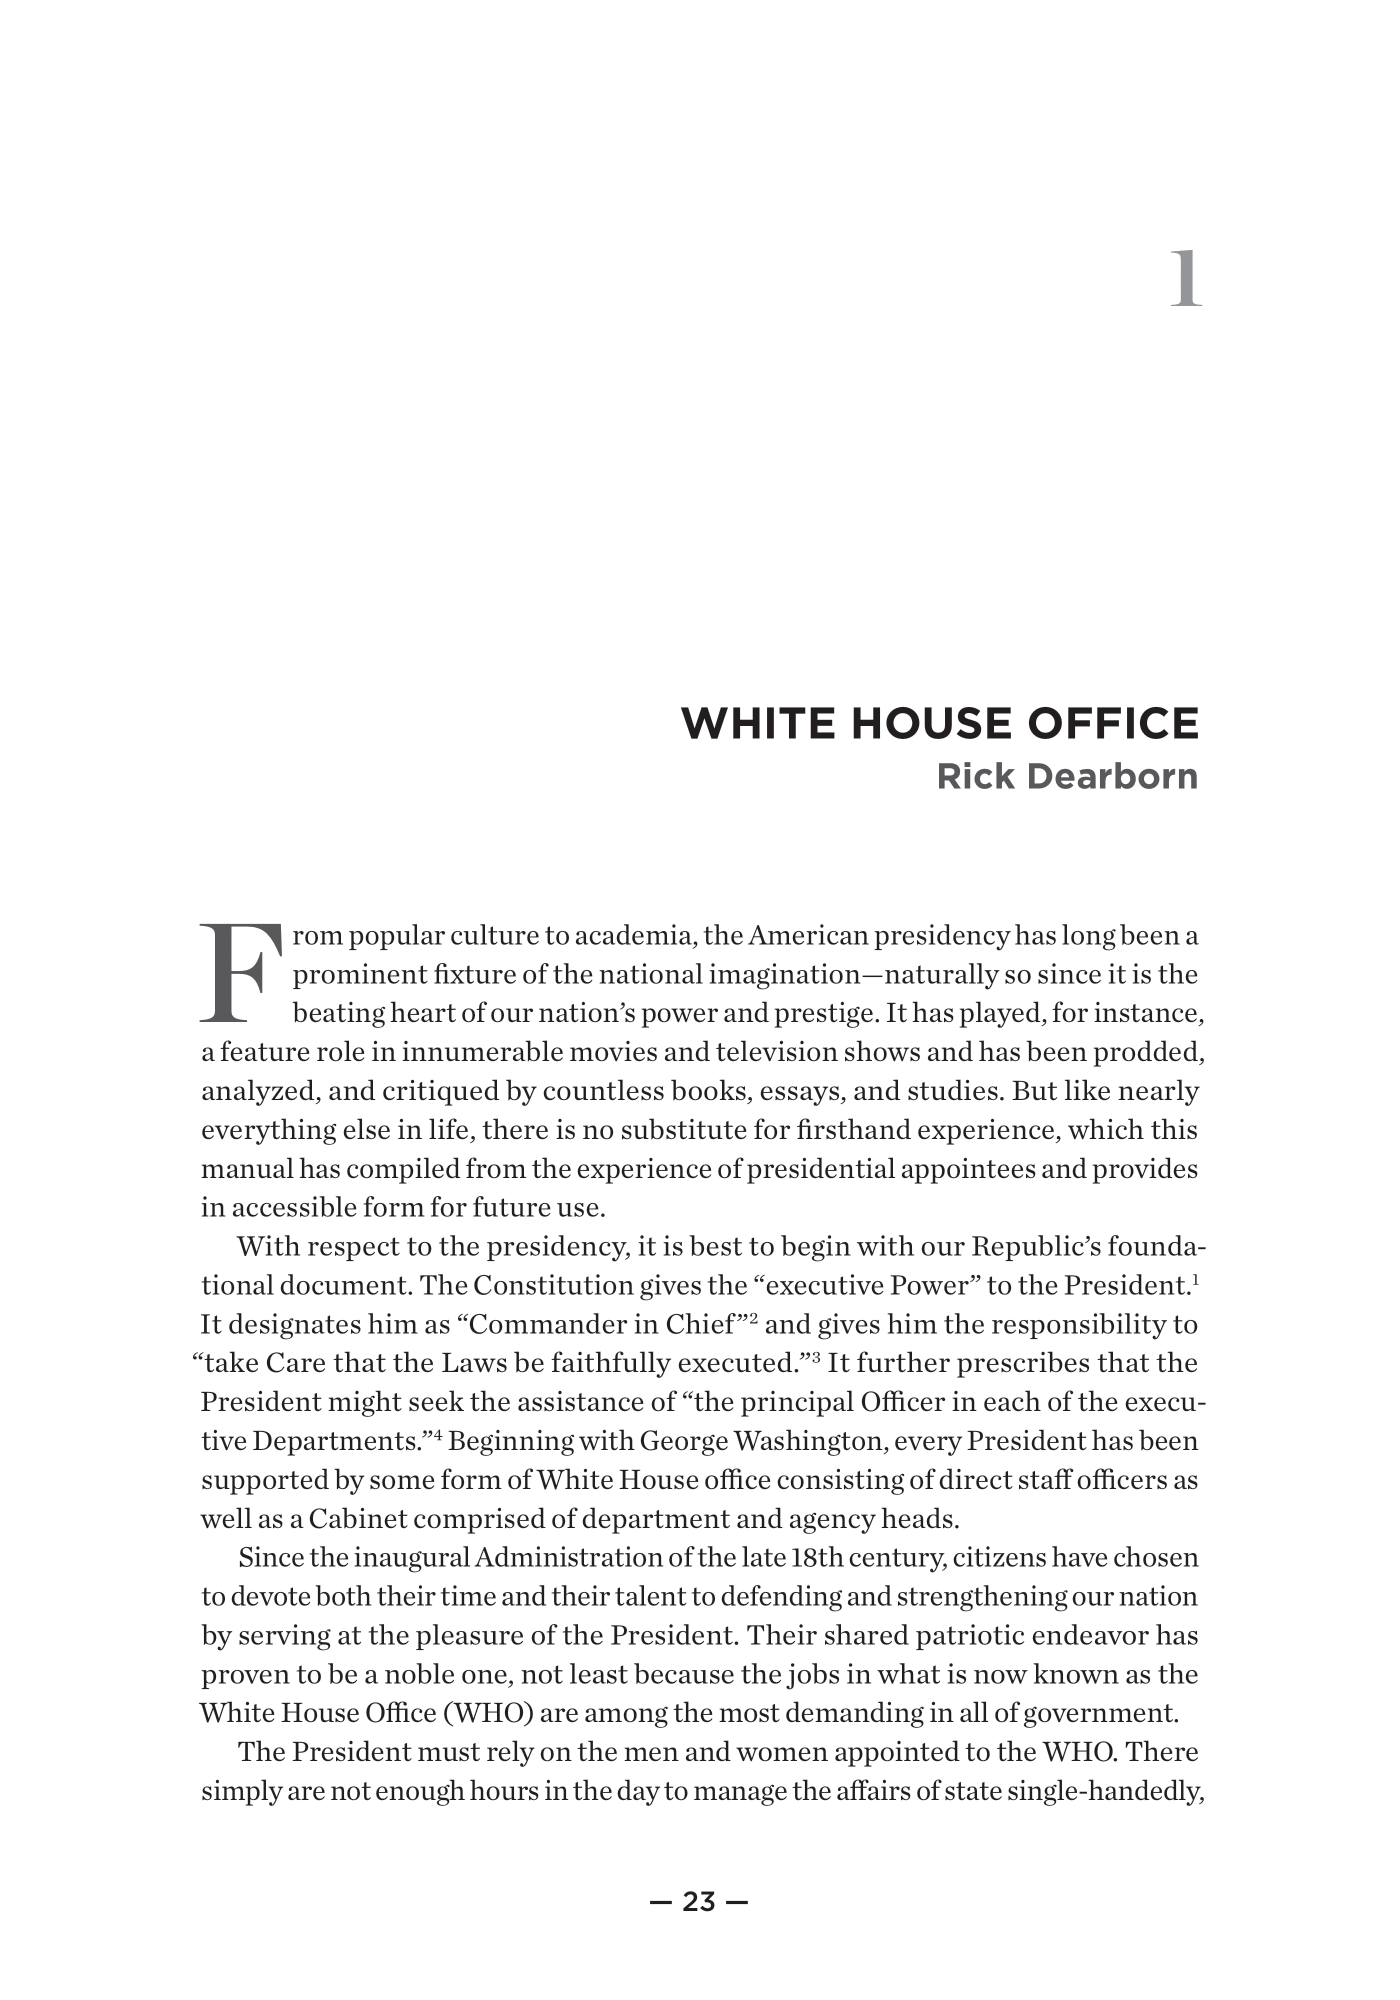 1
WHITE HOUSE OFFICE
Rick Dearborn
From popular culture to academia, the American presidency has long been a
prominent fixture of the national imagination—naturally so since it is the
beating heart of our nation’s power and prestige. It has played, for instance,
a feature role in innumerable movies and television shows and has been prodded,
analyzed, and critiqued by countless books, essays, and studies. But like nearly
everything else in life, there is no substitute for firsthand experience, which this
manual has compiled from the experience of presidential appointees and provides
in accessible form for future use.
With respect to the presidency, it is best to begin with our Republic’s founda-
tional document. The Constitution gives the “executive Power” to the President.¹
It designates him as “Commander in Chief”² and gives him the responsibility to
“take Care that the Laws be faithfully executed.”³ It further prescribes that the
President might seek the assistance of “the principal Officer in each of the execu-
tive Departments.”⁴ Beginning with George Washington, every President has been
supported by some form of White House office consisting of direct staff officers as
well as a Cabinet comprised of department and agency heads.
Since the inaugural Administration of the late 18th century, citizens have chosen
to devote both their time and their talent to defending and strengthening our nation
by serving at the pleasure of the President. Their shared patriotic endeavor has
proven to be a noble one, not least because the jobs in what is now known as the
White House Office (WHO) are among the most demanding in all of government.
The President must rely on the men and women appointed to the WHO. There
simply are not enough hours in the day to manage the affairs of state single-handedly,
— 23 —